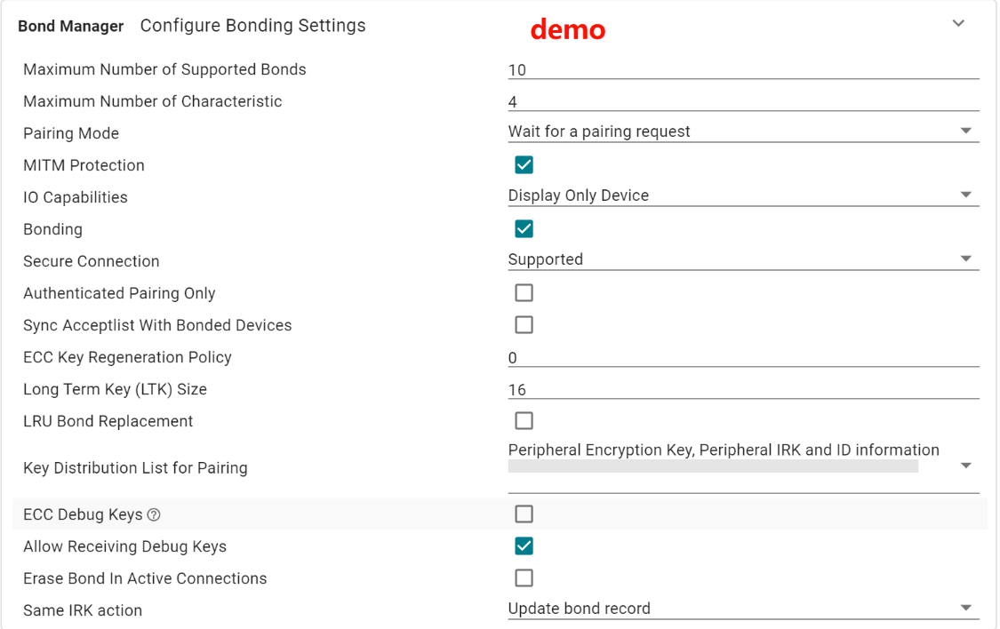 Bond Manager Configure Bonding Settings demo
Maximum Number of Supported Bonds 10
Maximum Number of Characteristic 4
Pairing Mode Wait for a pairing request
MITM Protection
IO Capabilities Display Only Device
Bonding
Secure Connection Supported
Authenticated Pairing Only
Sync Acceptlist With Bonded Devices
ECC Key Regeneration Policy 0
Long Term Key (LTK) Size 16
LRU Bond Replacement
Key Distribution List for Pairing Peripheral Encryption Key, Peripheral IRK and ID information
ECC Debug Keys ?
Allow Receiving Debug Keys
Erase Bond In Active Connections
Same IRK action Update bond record